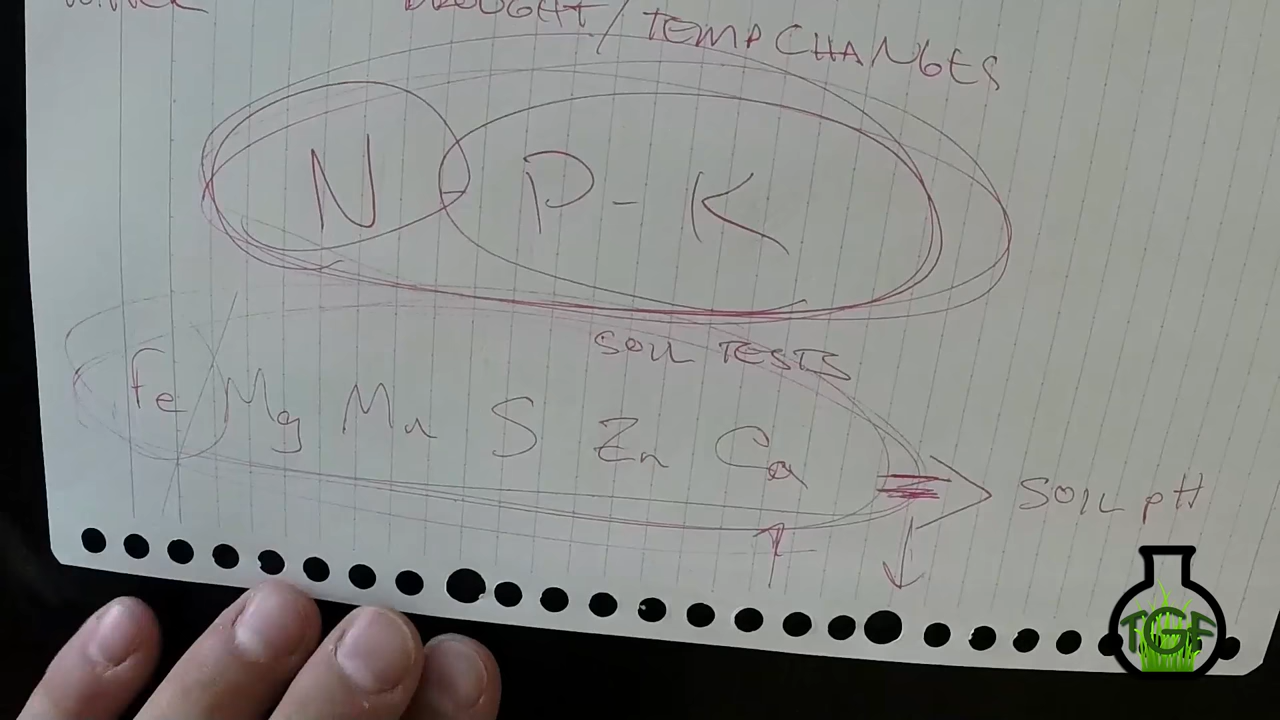 DROUGHT / TEMP CHANGES
N - P - K
SOIL TESTS
Fe Mg Mn S Zn Ca
SOIL pH
TGF